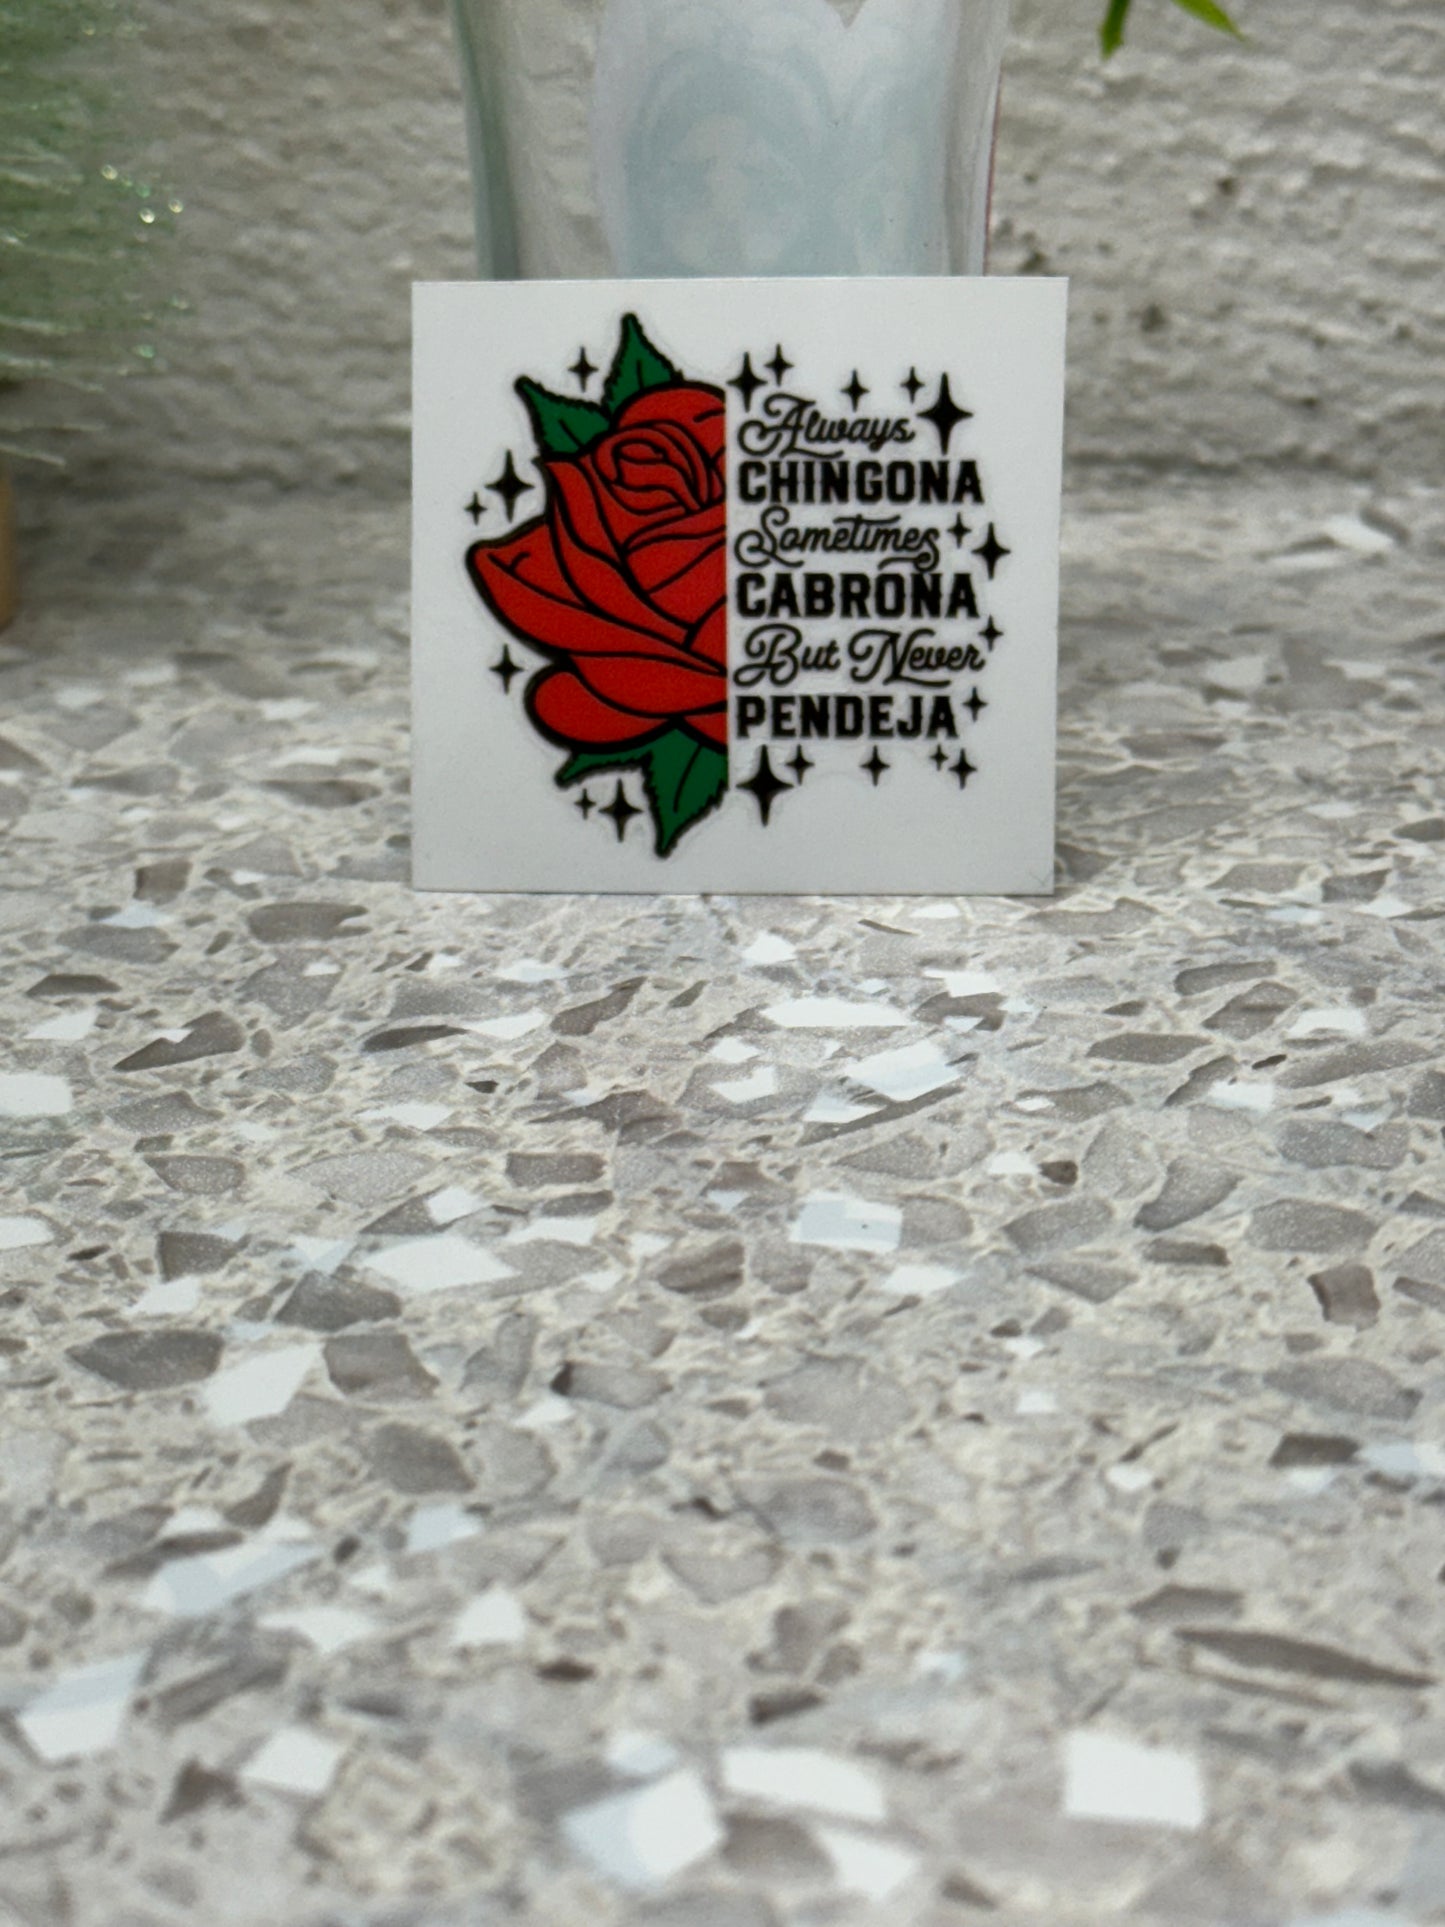 Always
CHINGONA
Sometimes
CABRONA
But Never
PENDEJA